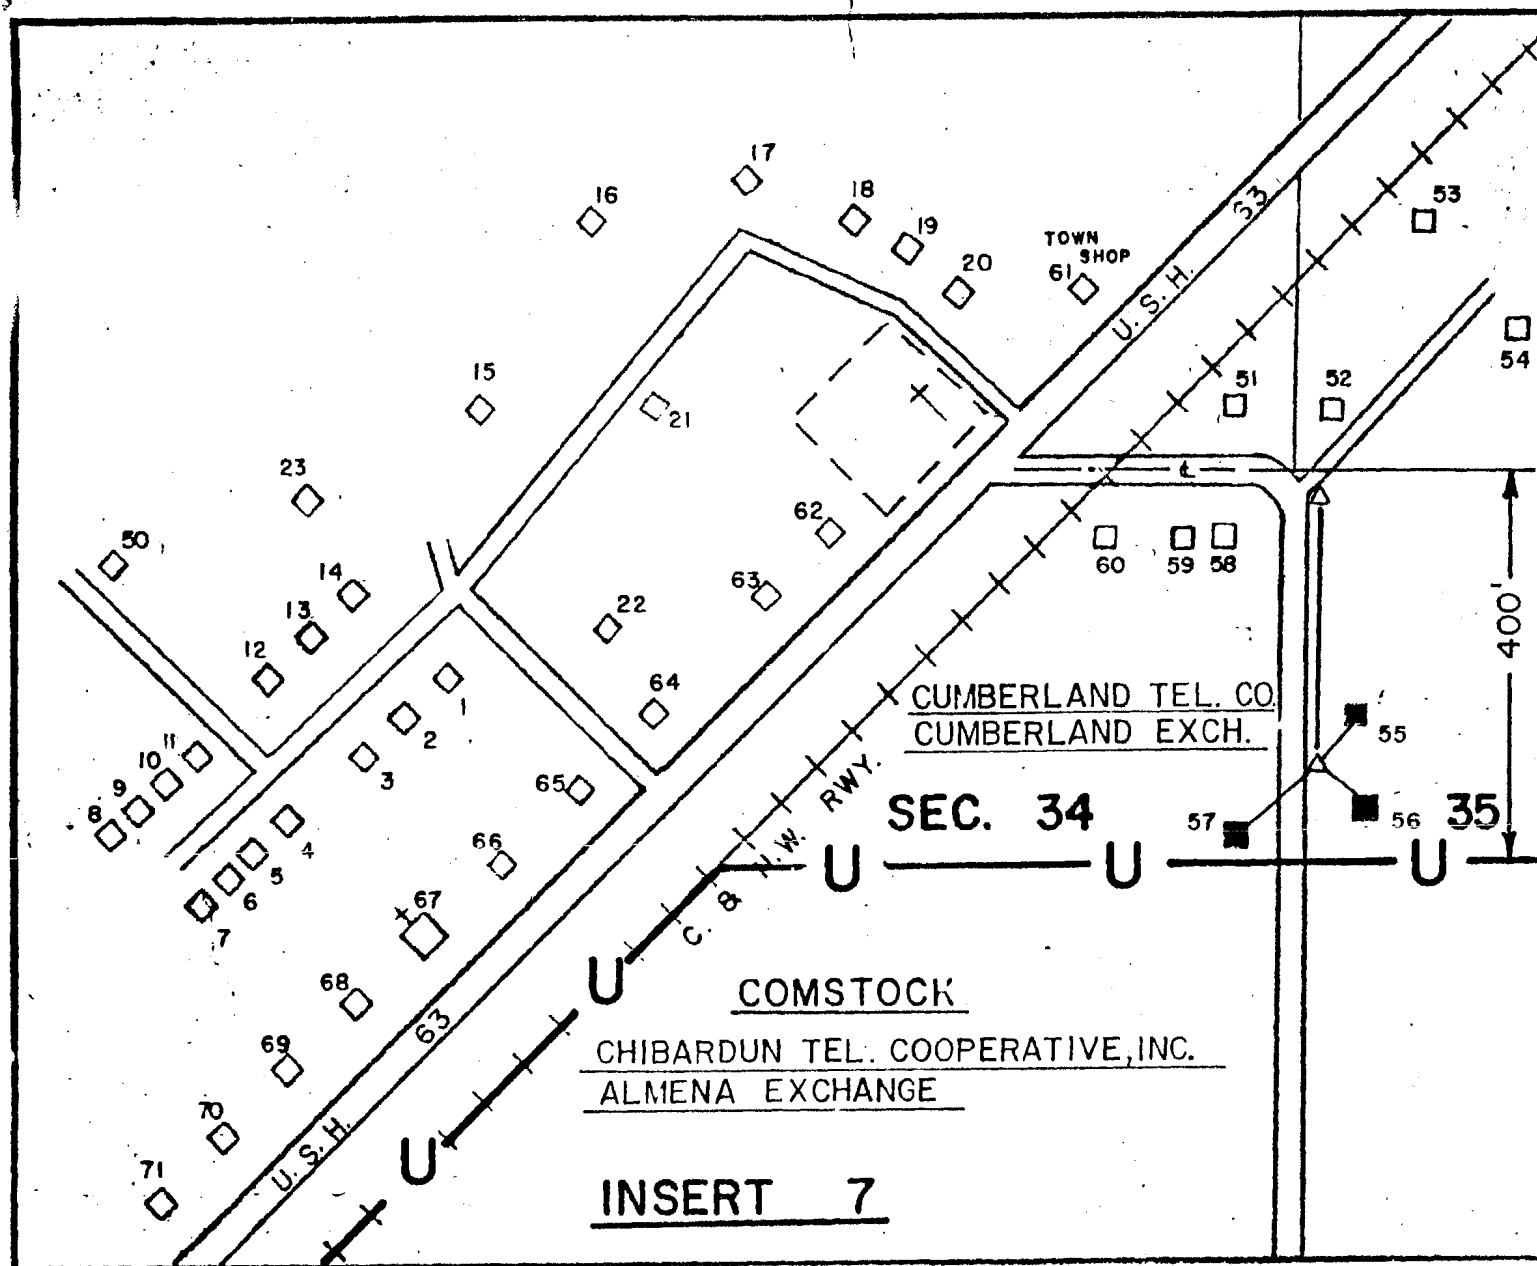 17
16
18
19
20
TOWN
SHOP
61
53
63
U. S. H.
54
15
21
51
52
23
50
62
℄
14
60
59
58
13
63
22
12
64
400'
1
2
CUMBERLAND TEL. CO.
CUMBERLAND EXCH.
55
11
10
9
8
3
65
C. & N.W. RWY.
SEC. 34
35
57
56
4
5
6
7
66
U
U
U
67
U
COMSTOCK
68
63
CHIBARDUN TEL. COOPERATIVE, INC.
ALMENA EXCHANGE
69
70
U. S. H.
U
71
INSERT 7